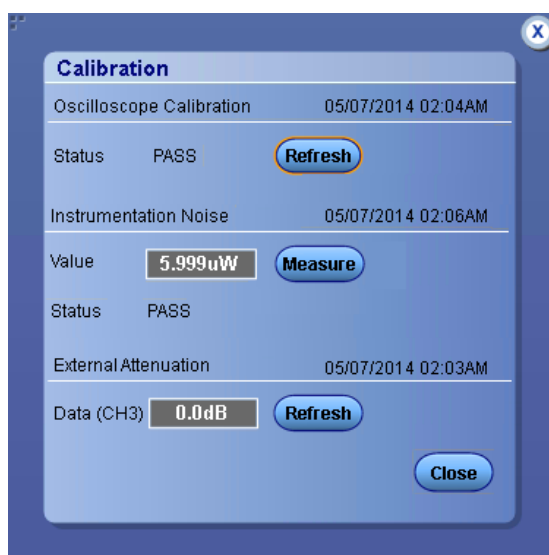 X
Calibration
Oscilloscope Calibration 05/07/2014 02:04AM
Status PASS Refresh
Instrumentation Noise 05/07/2014 02:06AM
Value 5.999uW Measure
Status PASS
External Attenuation 05/07/2014 02:03AM
Data (CH3) 0.0dB Refresh
Close